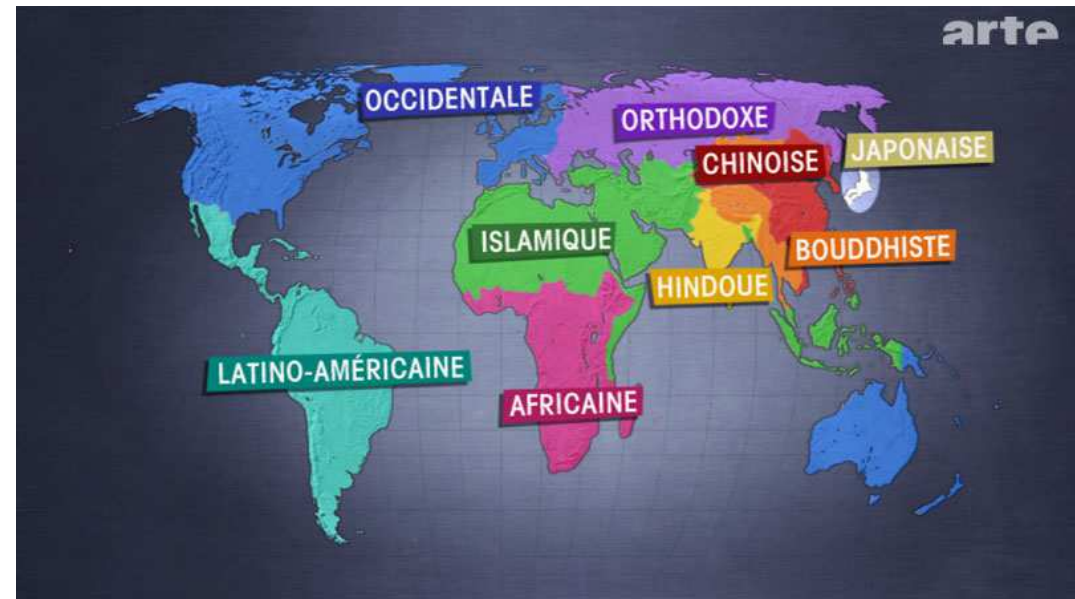 arte
OCCIDENTALE
ORTHODOXE
JAPONAISE
CHINOISE
ISLAMIQUE
BOUDDHISTE
HINDOUE
LATINO-AMÉRICAINE
AFRICAINE